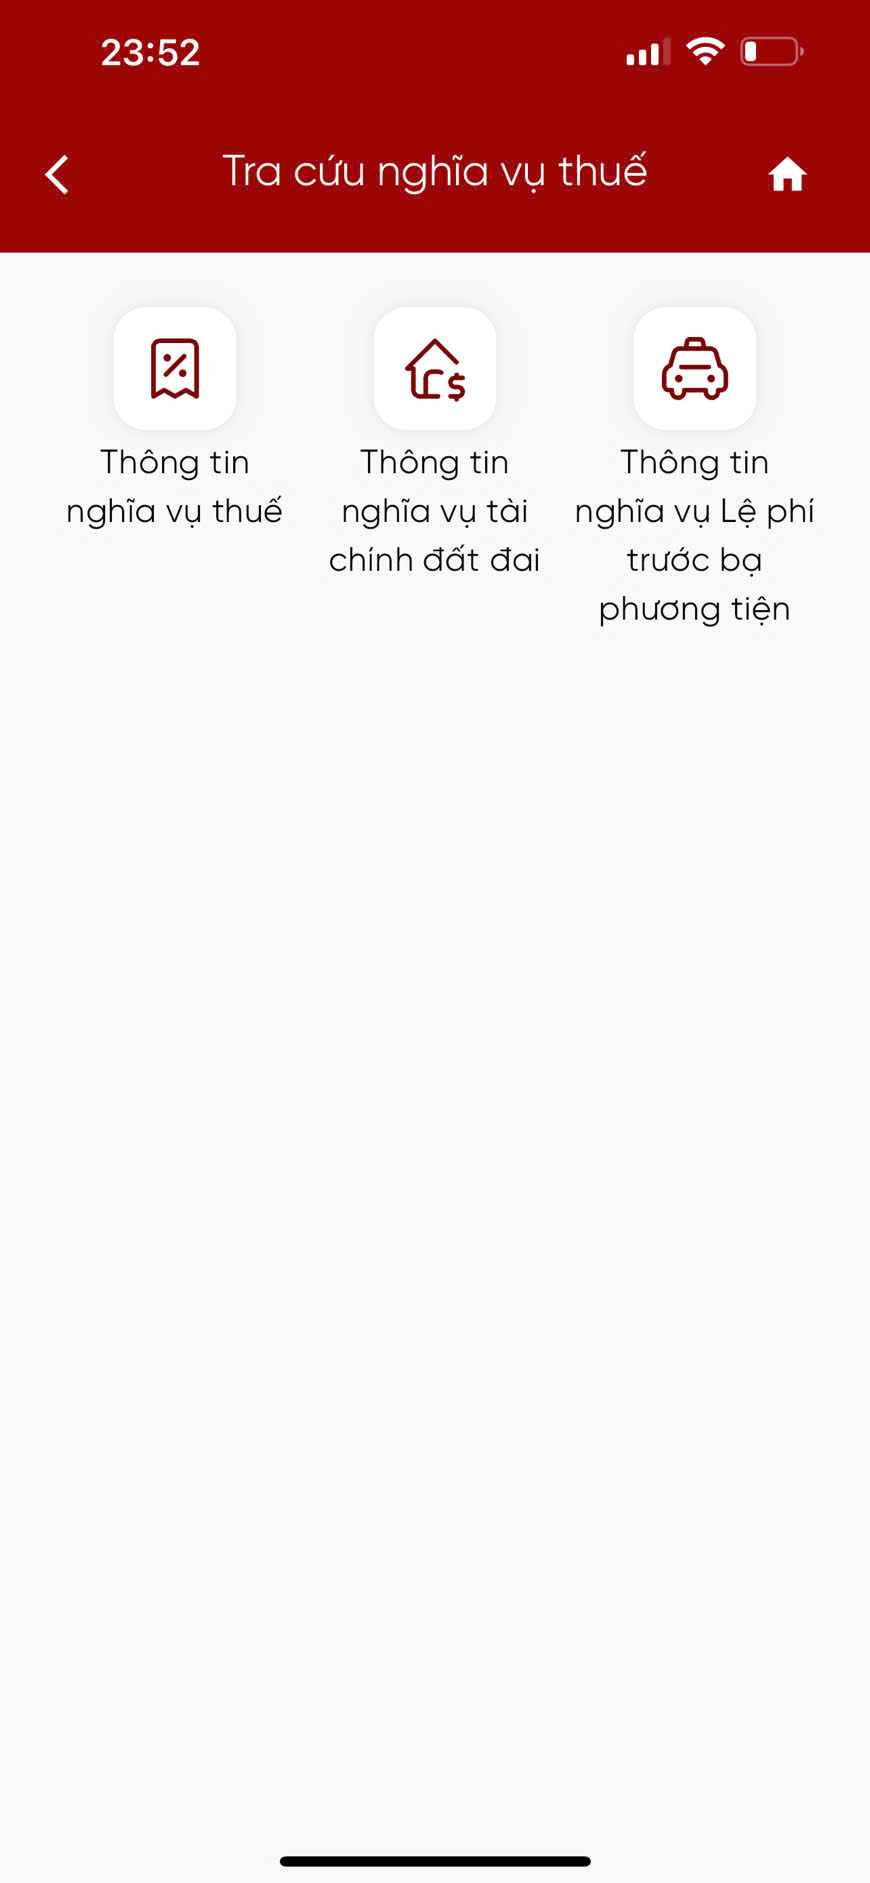 23:52
Tra cứu nghĩa vụ thuế
Thông tin
nghĩa vụ thuế
Thông tin
nghĩa vụ tài
chính đất đai
Thông tin
nghĩa vụ Lệ phí
trước bạ
phương tiện